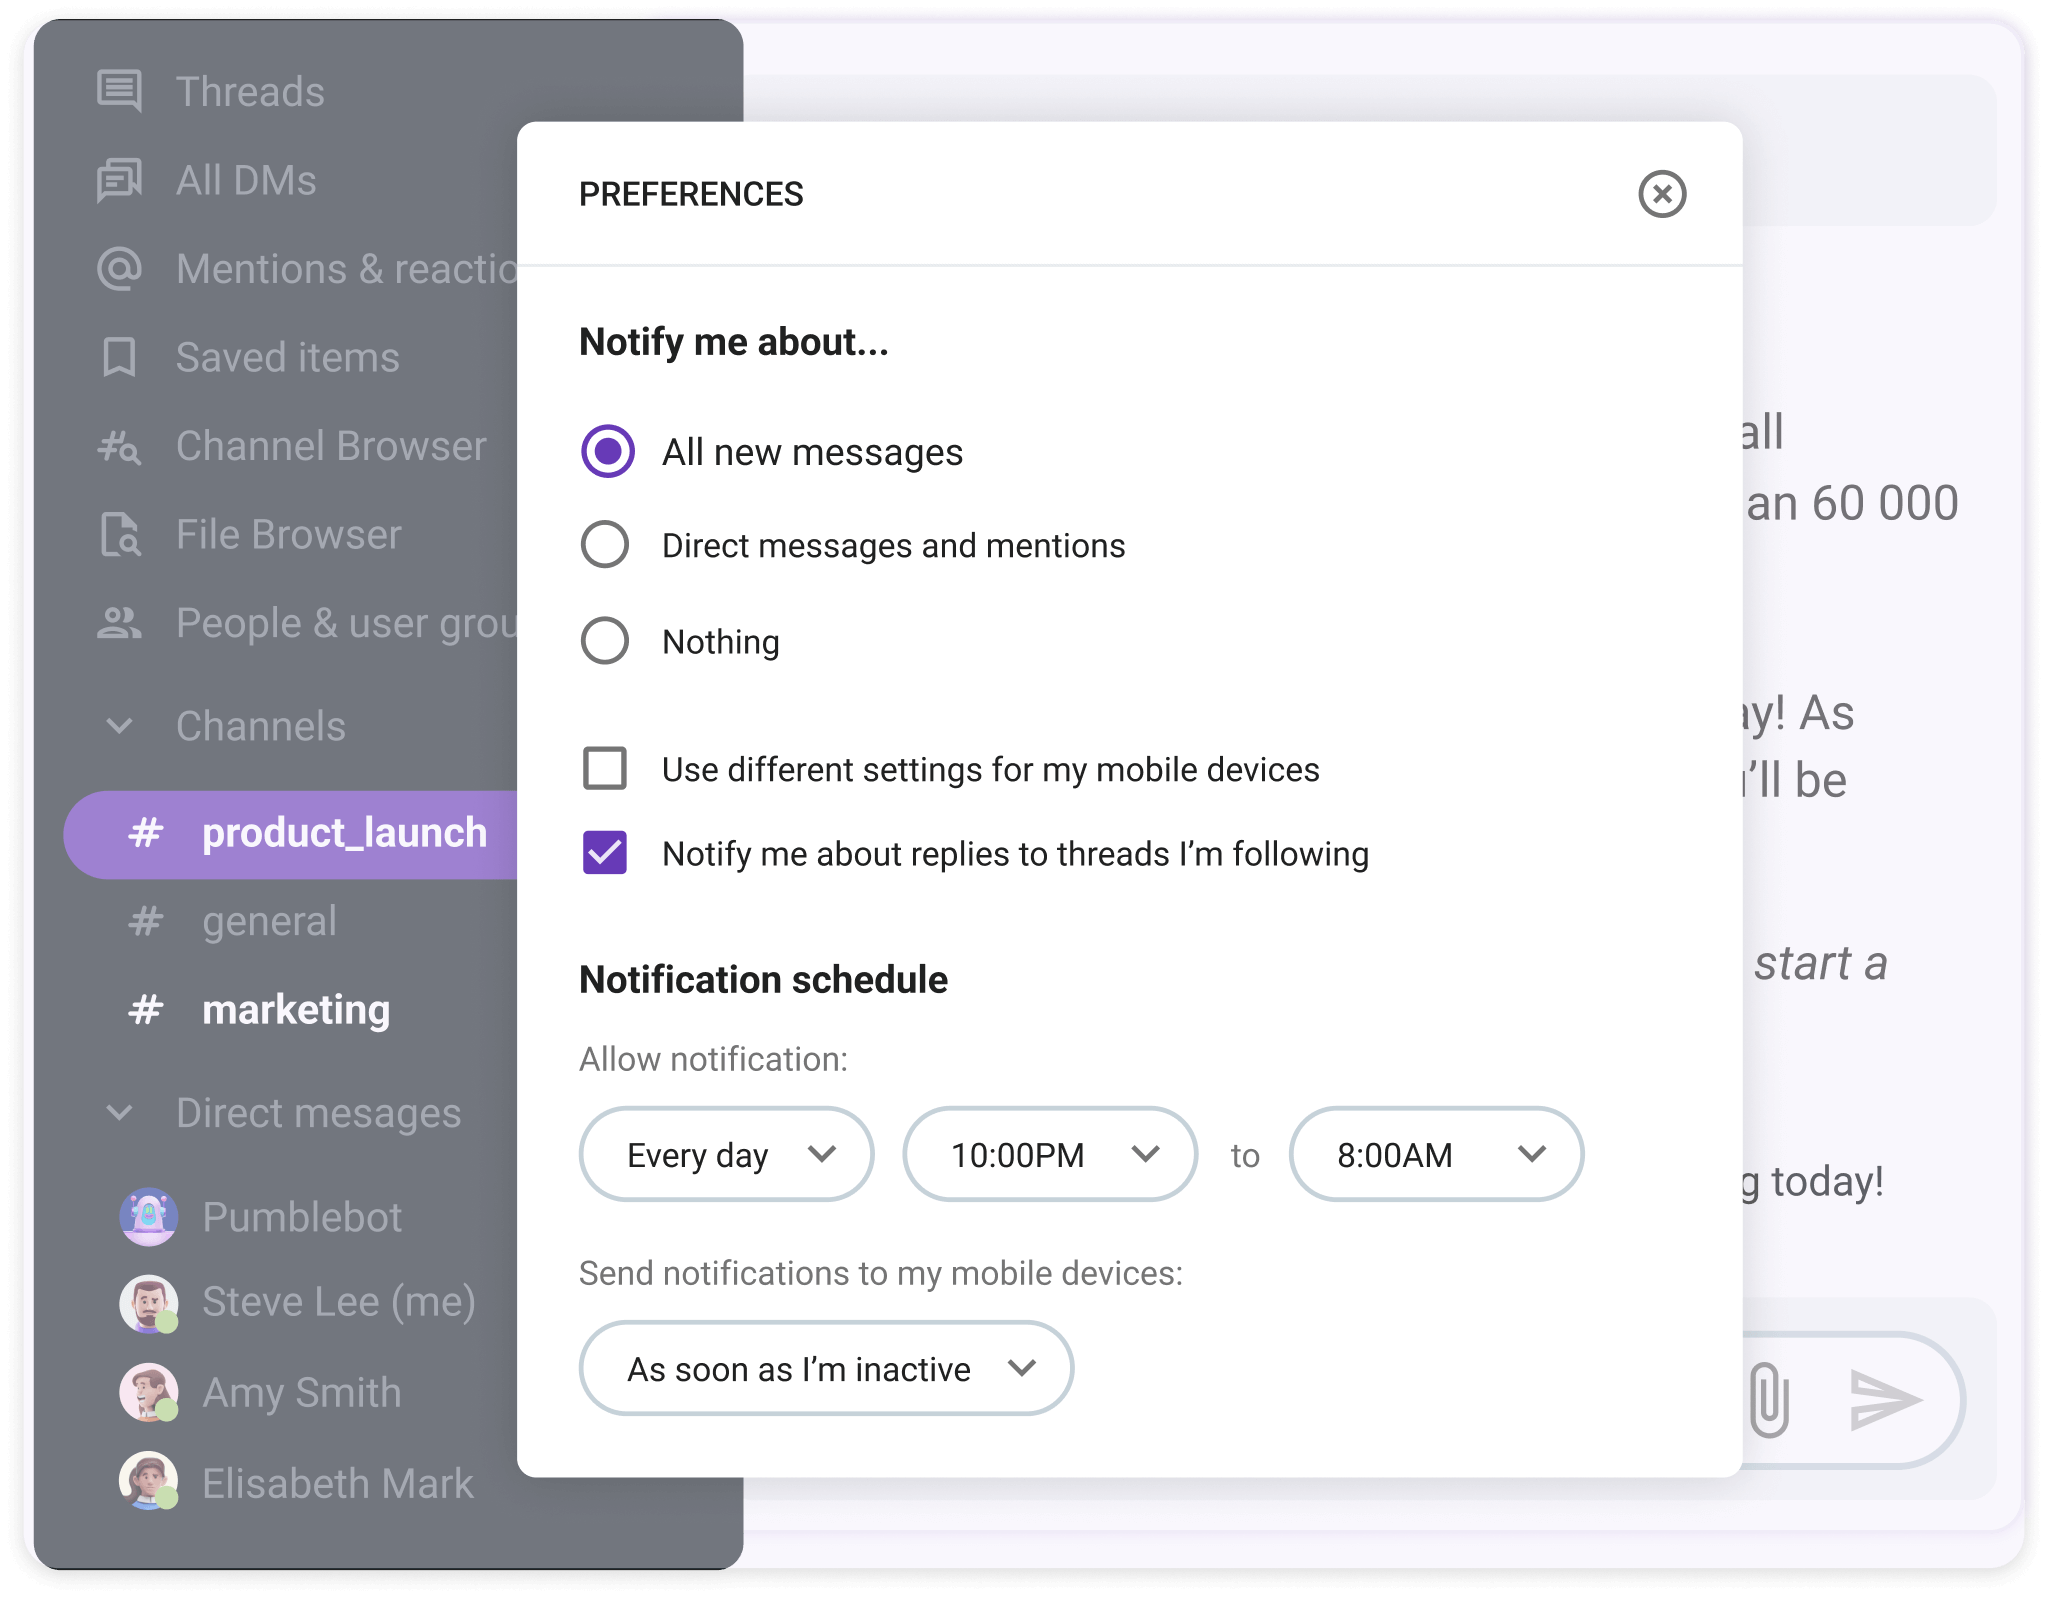 Threads
All DMs
Mentions & reactio
Saved items
Channel Browser
File Browser
People & user grou
Channels
# product_launch
# general
# marketing
Direct mesages
Pumblebot
Steve Lee (me)
Amy Smith
Elisabeth Mark
PREFERENCES
Notify me about...
All new messages
Direct messages and mentions
Nothing
Use different settings for my mobile devices
Notify me about replies to threads I’m following
Notification schedule
Allow notification:
Every day 10:00PM to 8:00AM
Send notifications to my mobile devices:
As soon as I’m inactive
all
an 60 000
ay! As
’ll be
start a
g today!